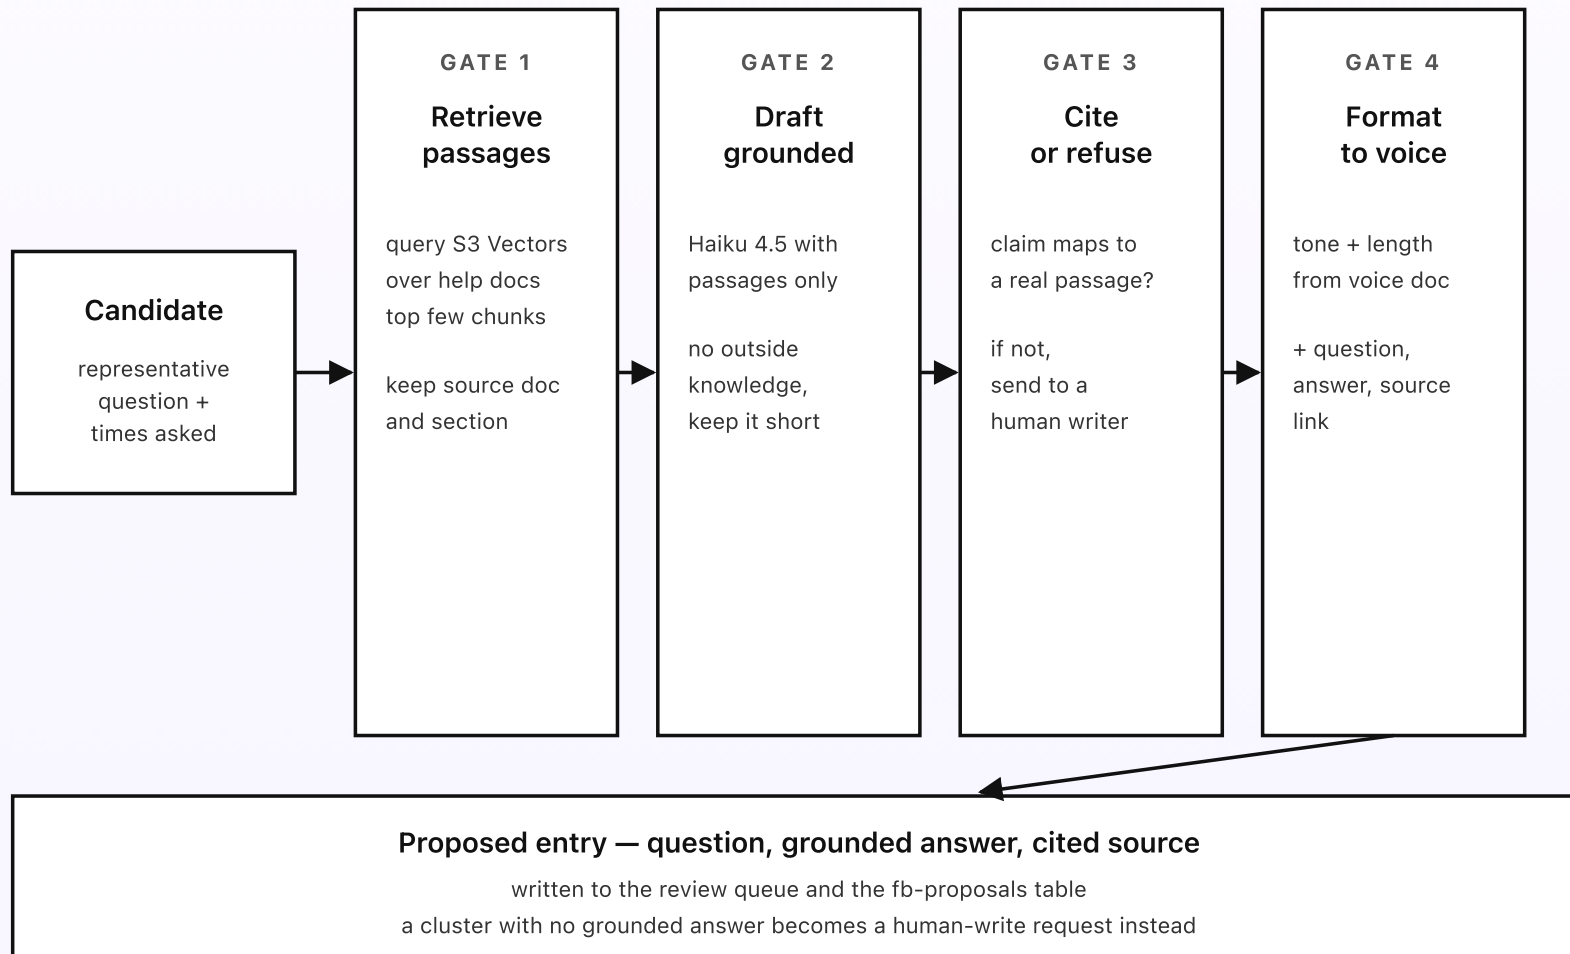 Candidate
representative
question +
times asked
GATE 1
Retrieve
passages
query S3 Vectors
over help docs
top few chunks
keep source doc
and section
GATE 2
Draft
grounded
Haiku 4.5 with
passages only
no outside
knowledge,
keep it short
GATE 3
Cite
or refuse
claim maps to
a real passage?
if not,
send to a
human writer
GATE 4
Format
to voice
tone + length
from voice doc
+ question,
answer, source
link
Proposed entry — question, grounded answer, cited source
written to the review queue and the fb-proposals table
a cluster with no grounded answer becomes a human-write request instead